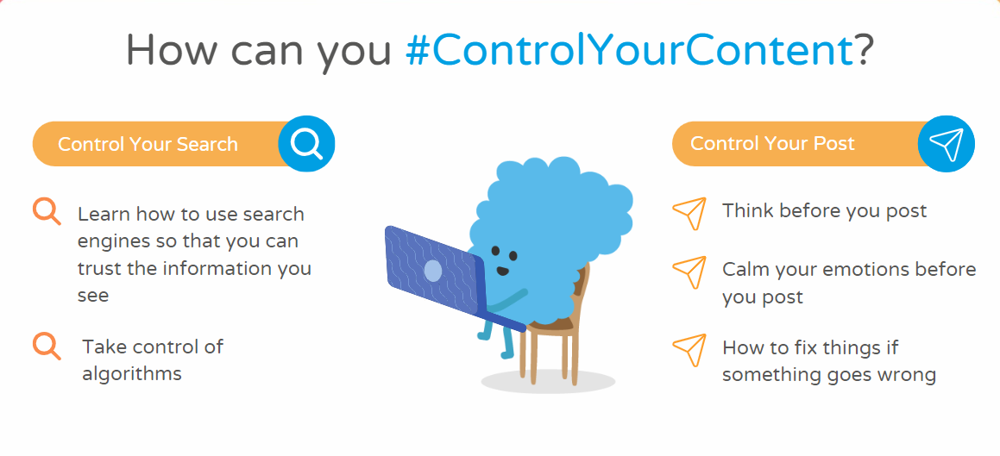 How can you #ControlYourContent?
Control Your Search
Learn how to use search
engines so that you can
trust the information you
see
Take control of
algorithms
Control Your Post
Think before you post
Calm your emotions before
you post
How to fix things if
something goes wrong